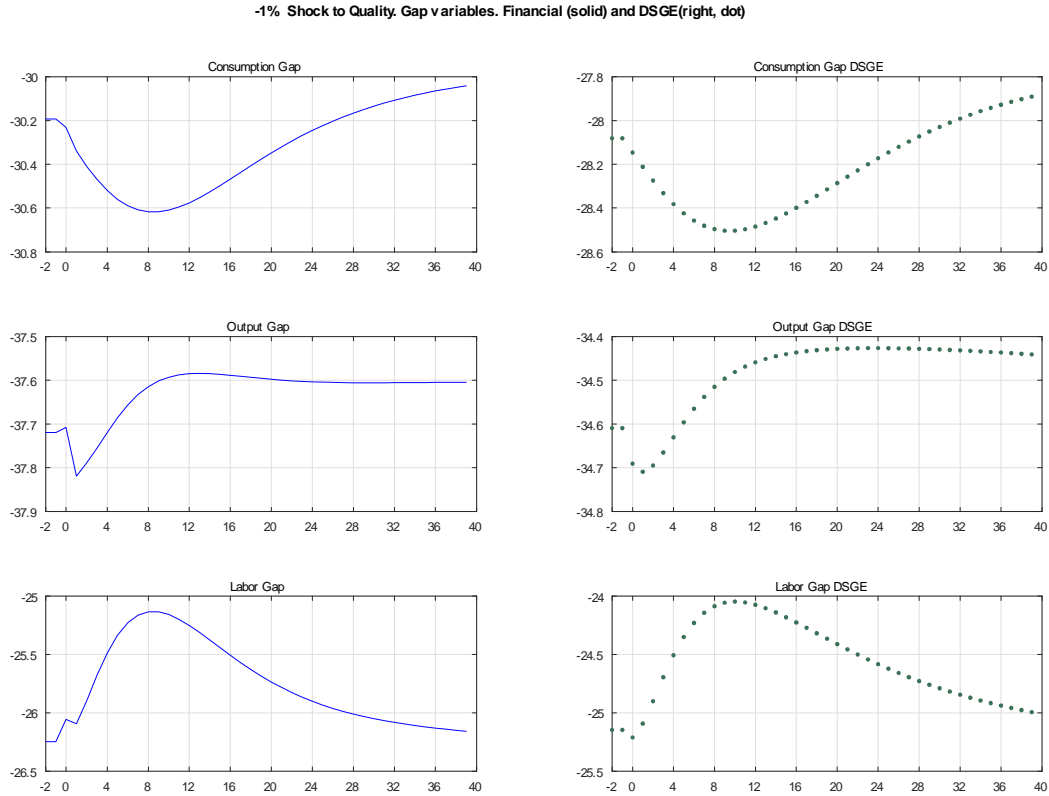 -1% Shock to Quality. Gap variables. Financial (solid) and DSGE(right, dot)
Consumption Gap
-30
-30.2
-30.4
-30.6
-30.8
-2 0 4 8 12 16 20 24 28 32 36 40
Consumption Gap DSGE
-27.8
-28
-28.2
-28.4
-28.6
-2 0 4 8 12 16 20 24 28 32 36 40
Output Gap
-37.5
-37.6
-37.7
-37.8
-37.9
-2 0 4 8 12 16 20 24 28 32 36 40
Output Gap DSGE
-34.4
-34.5
-34.6
-34.7
-34.8
-2 0 4 8 12 16 20 24 28 32 36 40
Labor Gap
-25
-25.5
-26
-26.5
-2 0 4 8 12 16 20 24 28 32 36 40
Labor Gap DSGE
-24
-24.5
-25
-25.5
-2 0 4 8 12 16 20 24 28 32 36 40